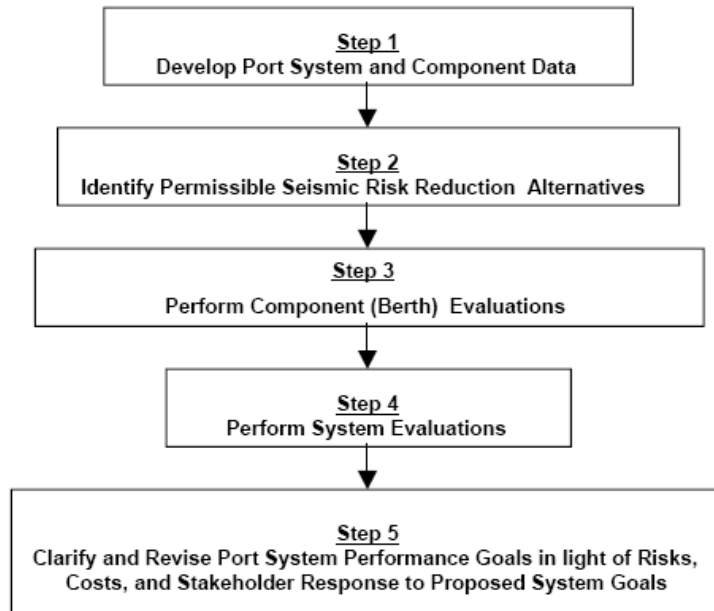 Step 1
Develop Port System and Component Data
Step 2
Identify Permissible Seismic Risk Reduction Alternatives
Step 3
Perform Component (Berth) Evaluations
Step 4
Perform System Evaluations
Step 5
Clarify and Revise Port System Performance Goals in light of Risks,
Costs, and Stakeholder Response to Proposed System Goals